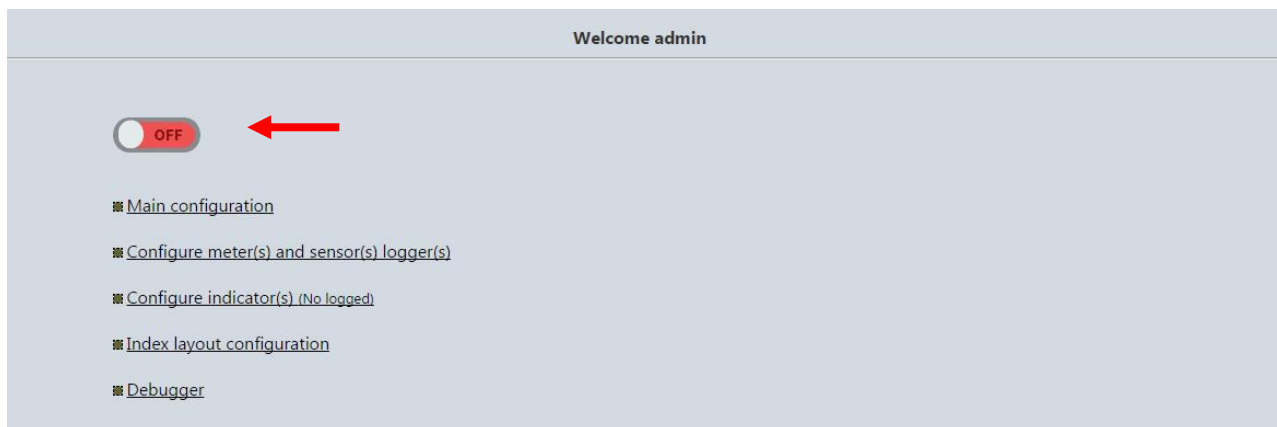 Welcome admin
OFF
Main configuration
Configure meter(s) and sensor(s) logger(s)
Configure indicator(s) (No logged)
Index layout configuration
Debugger